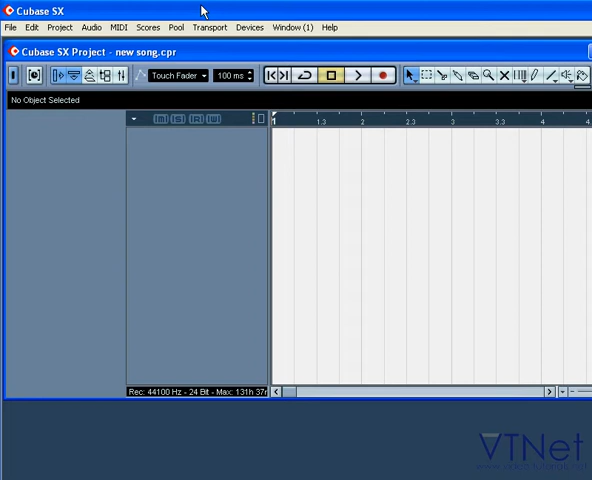 Cubase SX
File Edit Project Audio MIDI Scores Pool Transport Devices Window (1) Help
Cubase SX Project - new song.cpr
Touch Fader 100 ms
No Object Selected
M S R W
1 1.3 2 2.3 3 3.3 4 4
Rec: 44100 Hz - 24 Bit - Max: 131h 37
VTNet